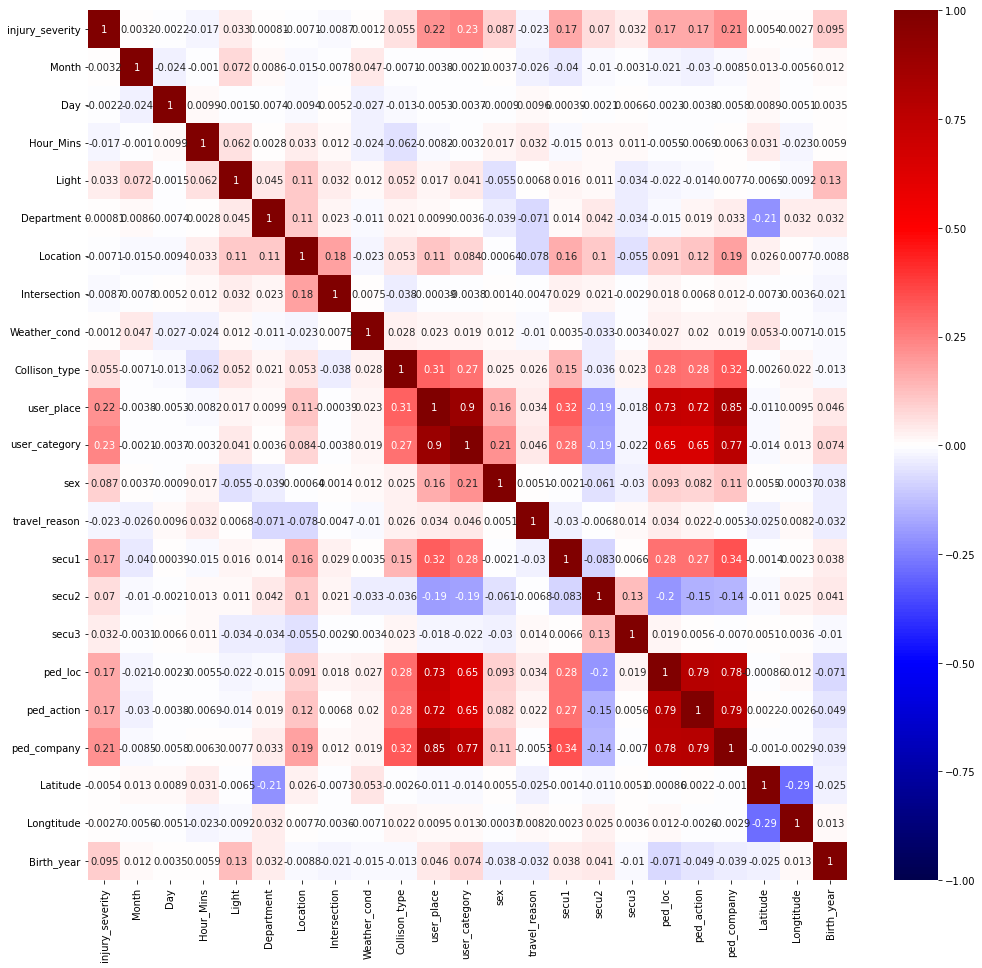 injury_severity 1 0.0032 -0.0022 -0.017 0.033 0.00081 -0.0071 -0.0087 0.0012 0.055 0.22 0.23 0.087 -0.023 0.17 0.07 0.032 0.17 0.17 0.21 0.0054 0.0027 0.095
Month -0.0032 1 -0.024 -0.001 0.072 0.0086 -0.015 -0.0078 0.047 -0.0071 -0.0038 -0.0021 0.0037 -0.026 -0.04 -0.01 -0.0031 -0.021 -0.03 -0.0085 0.013 -0.0056 0.012
Day -0.0022 -0.024 1 0.0099 -0.0015 -0.0074 -0.0094 0.0052 -0.027 -0.013 -0.0053 -0.0037 -0.0009 0.0096 0.00039 -0.0021 0.0066 -0.0023 -0.0038 -0.0058 0.0089 -0.0051 0.0035
Hour_Mins -0.017 -0.001 0.0099 1 0.062 0.0028 0.033 0.012 -0.024 -0.062 -0.0082 0.0032 0.017 0.032 -0.015 0.013 0.011 -0.0055 -0.0069 0.0063 0.031 -0.023 0.0059
Light 0.033 0.072 -0.0015 0.062 1 0.045 0.11 0.032 0.012 0.052 0.017 0.041 -0.055 0.0068 0.016 0.011 -0.034 -0.022 -0.014 0.0077 -0.0065 -0.0092 0.13
Department 0.00081 0.0086 -0.0074 0.0028 0.045 1 0.11 0.023 -0.011 0.021 0.0099 0.0036 -0.039 -0.071 0.014 0.042 -0.034 -0.015 0.019 0.033 -0.21 0.032 0.032
Location -0.0071 -0.015 -0.0094 0.033 0.11 0.11 1 0.18 -0.023 0.053 0.11 0.084 -0.00064 -0.078 0.16 0.1 -0.055 0.091 0.12 0.19 0.026 0.0077 -0.0088
Intersection -0.0087 -0.0078 0.0052 0.012 0.032 0.023 0.18 1 0.0075 -0.038 -0.00039 -0.0038 0.0014 -0.0047 0.029 0.021 -0.0029 0.018 0.0068 0.012 -0.0073 -0.0036 -0.021
Weather_cond -0.0012 0.047 -0.027 -0.024 0.012 -0.011 -0.023 0.0075 1 0.028 0.023 0.019 0.012 -0.01 0.0035 -0.033 -0.0034 0.027 0.02 0.019 0.053 -0.0071 -0.015
Collison_type 0.055 -0.0071 -0.013 -0.062 0.052 0.021 0.053 -0.038 0.028 1 0.31 0.27 0.025 0.026 0.15 -0.036 0.023 0.28 0.28 0.32 -0.0026 0.022 -0.013
user_place 0.22 -0.0038 -0.0053 -0.0082 0.017 0.0099 0.11 -0.00039 0.023 0.31 1 0.9 0.16 0.034 0.32 -0.19 -0.018 0.73 0.72 0.85 -0.011 0.0095 0.046
user_category 0.23 -0.0021 -0.0037 -0.0032 0.041 0.0036 0.084 -0.0038 0.019 0.27 0.9 1 0.21 0.046 0.28 -0.19 -0.022 0.65 0.65 0.77 -0.014 0.013 0.074
sex 0.087 0.0037 -0.0009 0.017 -0.055 -0.039 -0.00064 0.0014 0.012 0.025 0.16 0.21 1 0.0051 -0.0021 -0.061 -0.03 0.093 0.082 0.11 0.0055 -0.00037 -0.038
travel_reason -0.023 -0.026 0.0096 0.032 0.0068 -0.071 -0.078 -0.0047 -0.01 0.026 0.034 0.046 0.0051 1 -0.03 -0.0068 0.014 0.034 0.022 -0.0053 -0.025 0.0082 -0.032
secu1 0.17 -0.04 0.00039 -0.015 0.016 0.014 0.16 0.029 0.0035 0.15 0.32 0.28 -0.0021 -0.03 1 -0.083 0.0066 0.28 0.27 0.34 -0.0014 0.0023 0.038
secu2 0.07 -0.01 -0.0021 0.013 0.011 0.042 0.1 0.021 -0.033 -0.036 -0.19 -0.19 -0.061 -0.0068 -0.083 1 0.13 -0.2 -0.15 -0.14 -0.011 0.025 0.041
secu3 0.032 -0.0031 0.0066 0.011 -0.034 -0.034 -0.055 -0.0029 -0.0034 0.023 -0.018 -0.022 -0.03 0.014 0.0066 0.13 1 0.019 0.0056 -0.007 0.0051 0.0036 -0.01
ped_loc 0.17 -0.021 -0.0023 -0.0055 -0.022 -0.015 0.091 0.018 0.027 0.28 0.73 0.65 0.093 0.034 0.28 -0.2 0.019 1 0.79 0.78 -0.00086 0.012 -0.071
ped_action 0.17 -0.03 -0.0038 -0.0069 -0.014 0.019 0.12 0.0068 0.02 0.28 0.72 0.65 0.082 0.022 0.27 -0.15 0.0056 0.79 1 0.79 0.0022 -0.0026 -0.049
ped_company 0.21 -0.0085 -0.0058 0.0063 0.0077 0.033 0.19 0.012 0.019 0.32 0.85 0.77 0.11 -0.0053 0.34 -0.14 -0.007 0.78 0.79 1 -0.001 -0.0029 -0.039
Latitude -0.0054 0.013 0.0089 0.031 -0.0065 -0.21 0.026 -0.0073 0.053 -0.0026 -0.011 -0.014 0.0055 -0.025 -0.0014 -0.011 0.0051 -0.00086 0.0022 -0.001 1 -0.29 -0.025
Longtitude -0.0027 -0.0056 -0.0051 -0.023 -0.0092 0.032 0.0077 -0.0036 -0.0071 0.022 0.0095 0.013 -0.00037 0.0082 0.0023 0.025 0.0036 0.012 -0.0026 -0.0029 -0.29 1 0.013
Birth_year 0.095 0.012 0.0035 0.0059 0.13 0.032 -0.0088 -0.021 -0.015 -0.013 0.046 0.074 -0.038 -0.032 0.038 0.041 -0.01 -0.071 -0.049 -0.039 -0.025 0.013 1
injury_severity
Month
Day
Hour_Mins
Light
Department
Location
Intersection
Weather_cond
Collison_type
user_place
user_category
sex
travel_reason
secu1
secu2
secu3
ped_loc
ped_action
ped_company
Latitude
Longtitude
Birth_year
1.00
0.75
0.50
0.25
0.00
-0.25
-0.50
-0.75
-1.00